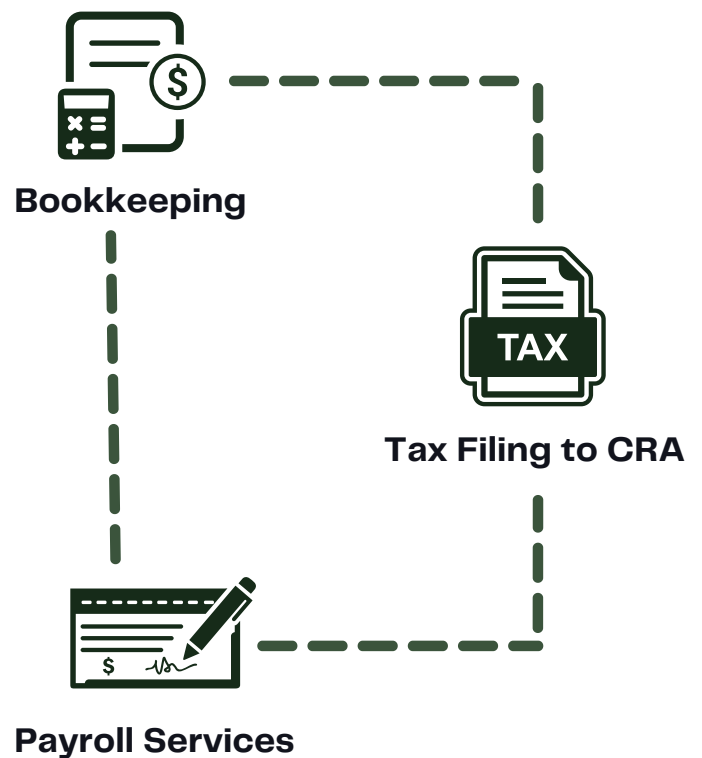 $
Bookkeeping
TAX
Tax Filing to CRA
$
Payroll Services